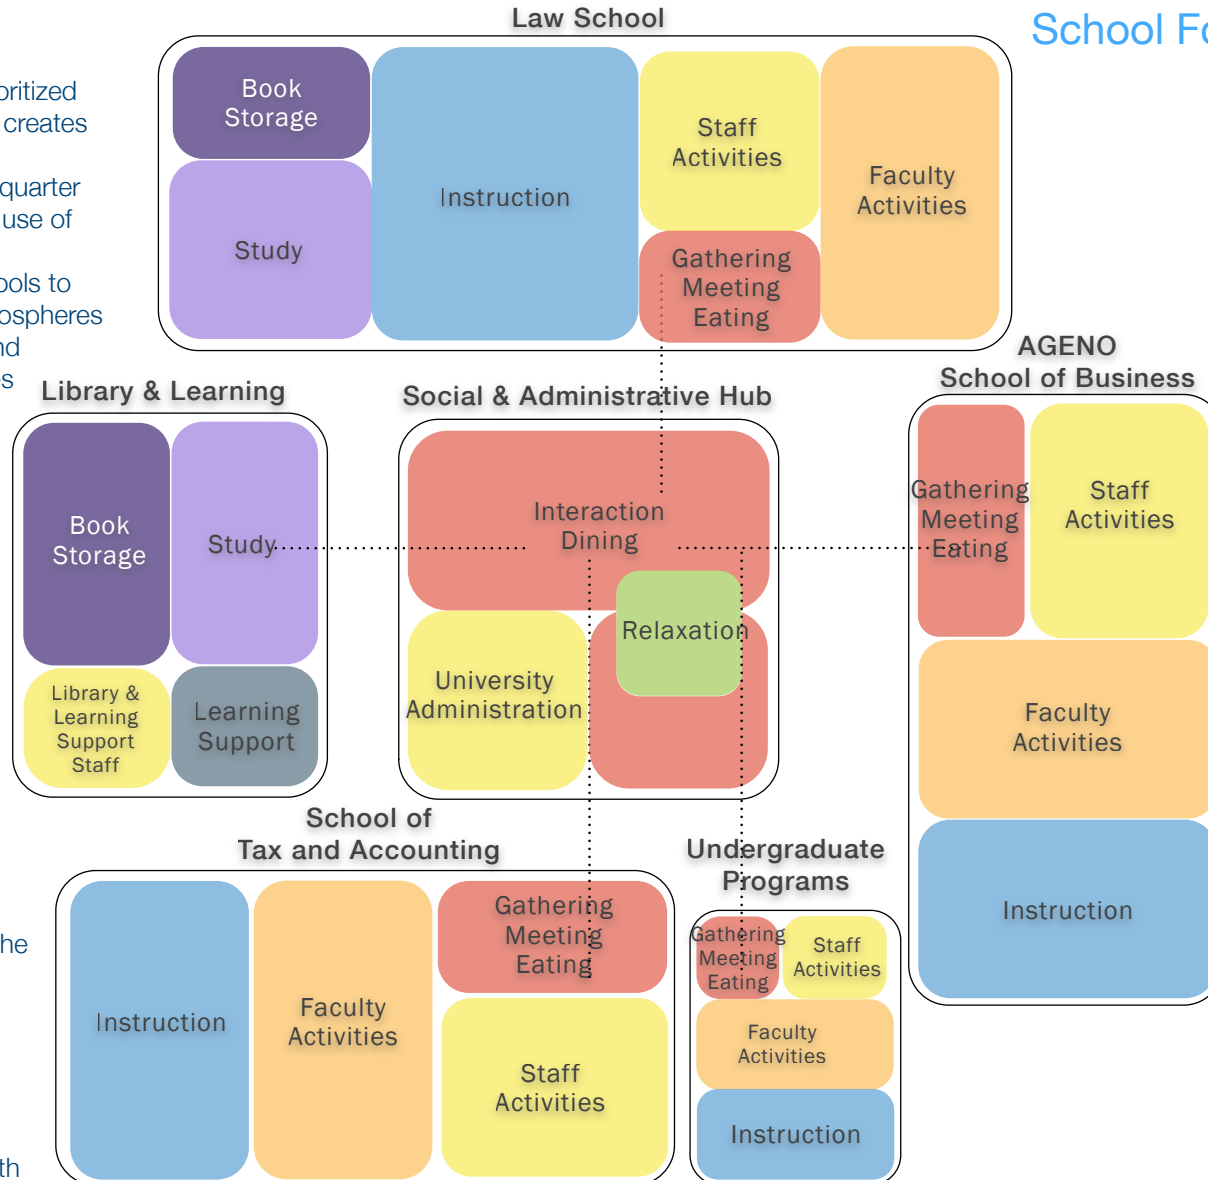 School Fo
oritized
creates
quarter
use of
ools to
ospheres
nd
es
he
th
Law School
Book
Storage
Study
Instruction
Staff
Activities
Gathering
Meeting
Eating
Faculty
Activities
Library & Learning
Book
Storage
Study
Library &
Learning
Support
Staff
Learning
Support
Social & Administrative Hub
Interaction
Dining
Relaxation
University
Administration
AGENO
School of Business
Gathering
Meeting
Eating
Staff
Activities
Faculty
Activities
Instruction
School of
Tax and Accounting
Instruction
Faculty
Activities
Gathering
Meeting
Eating
Staff
Activities
Undergraduate
Programs
Gathering
Meeting
Eating
Staff
Activities
Faculty
Activities
Instruction